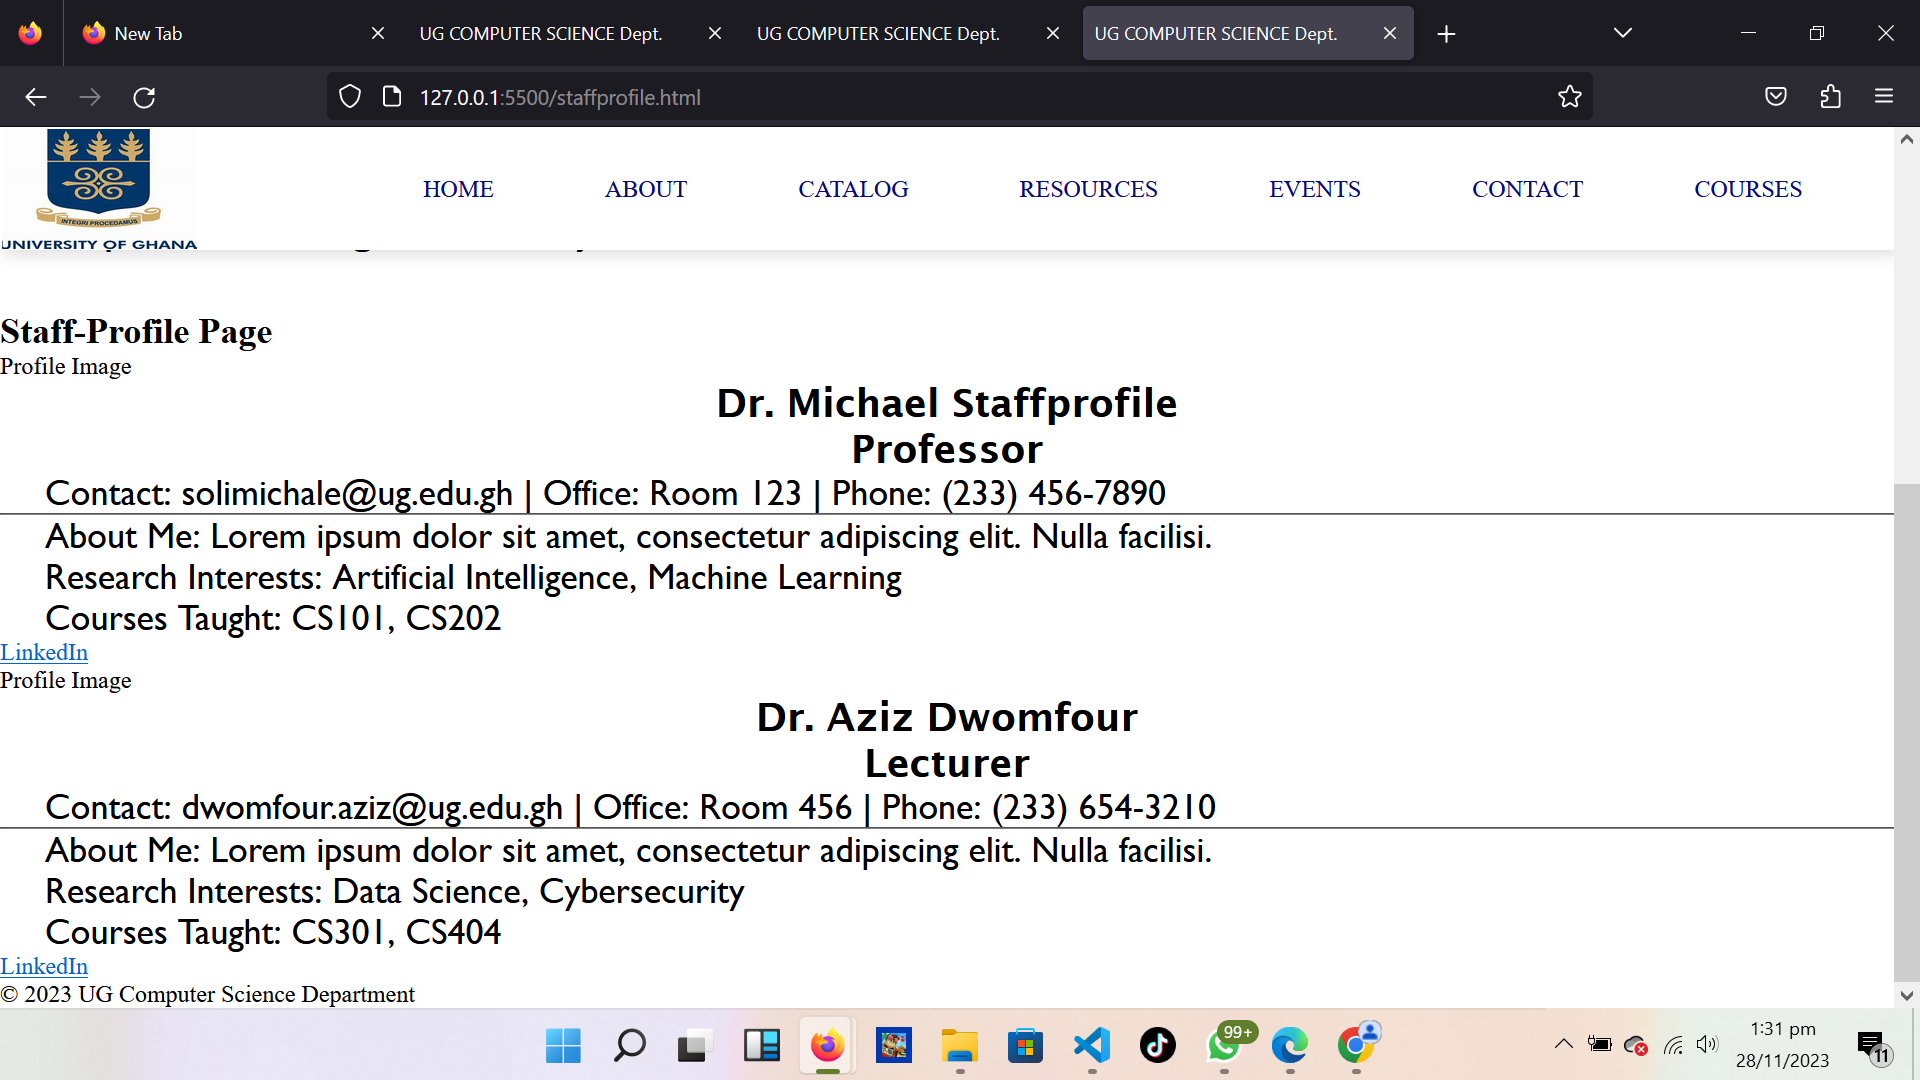 New Tab
UG COMPUTER SCIENCE Dept.
UG COMPUTER SCIENCE Dept.
UG COMPUTER SCIENCE Dept.
127.0.0.1:5500/staffprofile.html
INTEGRI PROCEDAMUS
UNIVERSITY OF GHANA
HOME
ABOUT
CATALOG
RESOURCES
EVENTS
CONTACT
COURSES
Staff-Profile Page
Profile Image
Dr. Michael Staffprofile
Professor
Contact: solimichale@ug.edu.gh | Office: Room 123 | Phone: (233) 456-7890
About Me: Lorem ipsum dolor sit amet, consectetur adipiscing elit. Nulla facilisi.
Research Interests: Artificial Intelligence, Machine Learning
Courses Taught: CS101, CS202
LinkedIn
Profile Image
Dr. Aziz Dwomfour
Lecturer
Contact: dwomfour.aziz@ug.edu.gh | Office: Room 456 | Phone: (233) 654-3210
About Me: Lorem ipsum dolor sit amet, consectetur adipiscing elit. Nulla facilisi.
Research Interests: Data Science, Cybersecurity
Courses Taught: CS301, CS404
LinkedIn
© 2023 UG Computer Science Department
99+
1:31 pm
28/11/2023
11